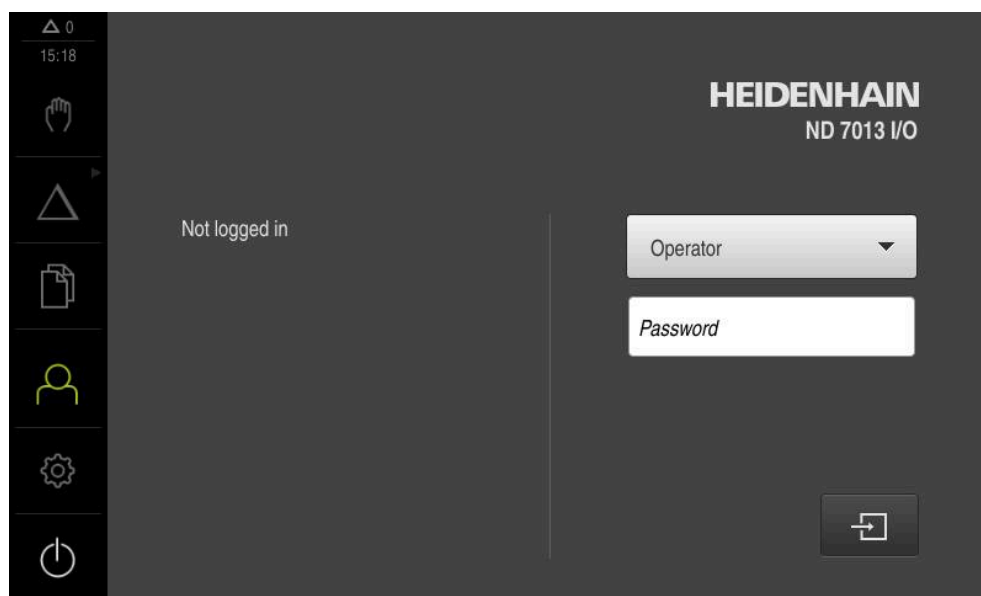 0
15:18
HEIDENHAIN
ND 7013 I/O
Not logged in
Operator
Password